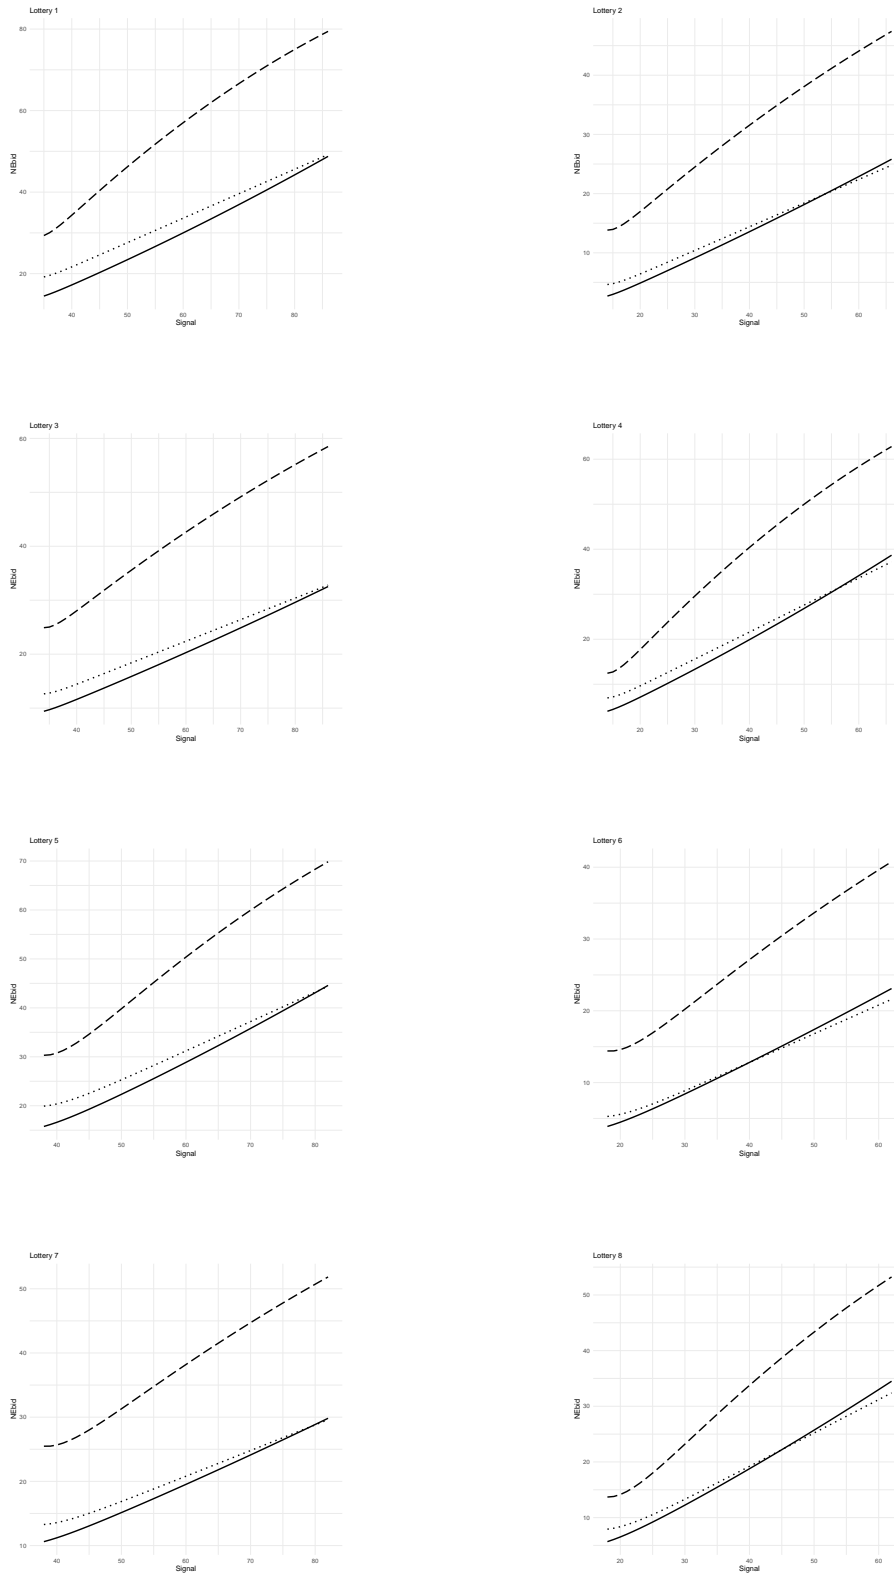 Lottery 1
80
60
40
20
NEbid
40 50 60 70 80
Signal
Lottery 2
40
30
20
10
NEbid
20 30 40 50 60
Signal
Lottery 3
60
40
20
NEbid
40 50 60 70 80
Signal
Lottery 4
60
40
20
NEbid
20 30 40 50 60
Signal
Lottery 5
70
60
50
40
30
20
NEbid
40 50 60 70 80
Signal
Lottery 6
40
30
20
10
NEbid
20 30 40 50 60
Signal
Lottery 7
50
40
30
20
10
NEbid
40 50 60 70 80
Signal
Lottery 8
50
40
30
20
10
NEbid
20 30 40 50 60
Signal